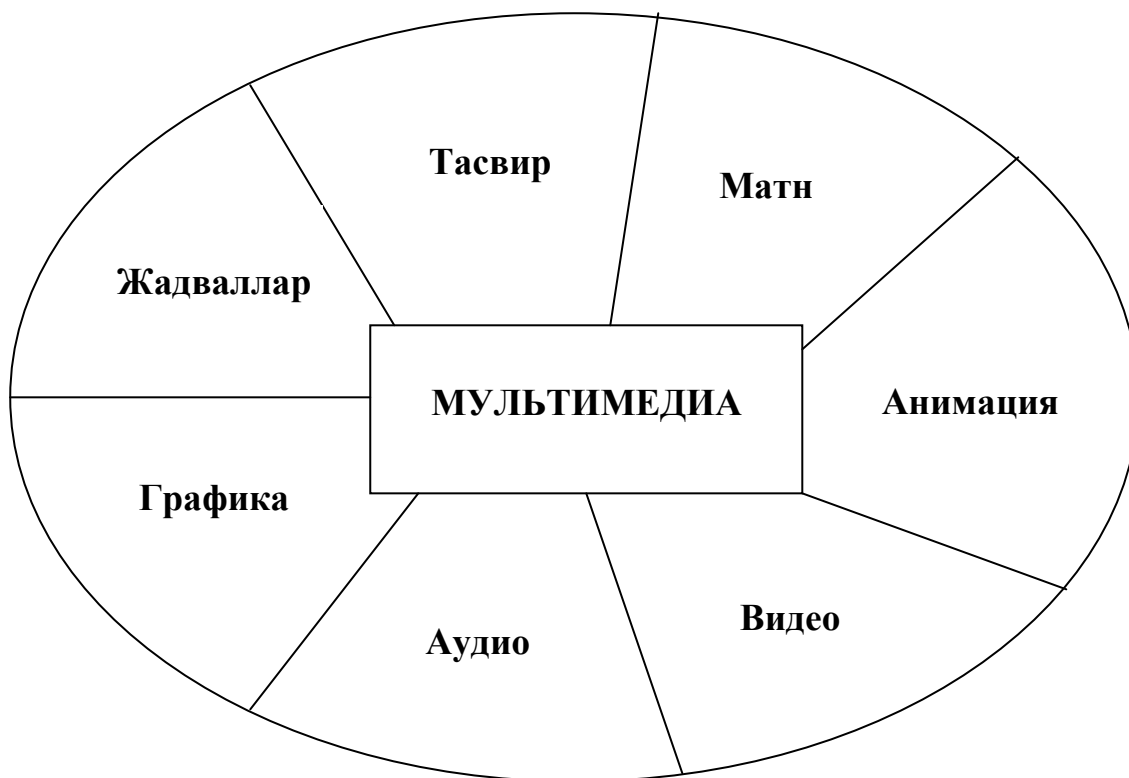 Тасвир
Матн
Жадваллар
МУЛЬТИМЕДИА
Анимация
Графика
Видео
Аудио